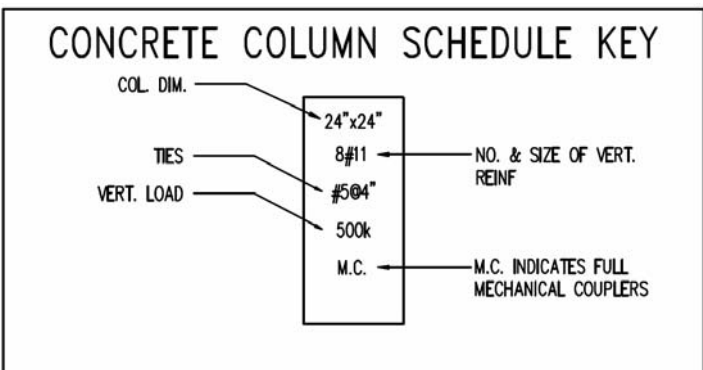 CONCRETE COLUMN SCHEDULE KEY
COL. DIM.
24"x24"
8#11
NO. & SIZE OF VERT.
REINF
TIES
#5@4"
VERT. LOAD
500k
M.C.
M.C. INDICATES FULL
MECHANICAL COUPLERS